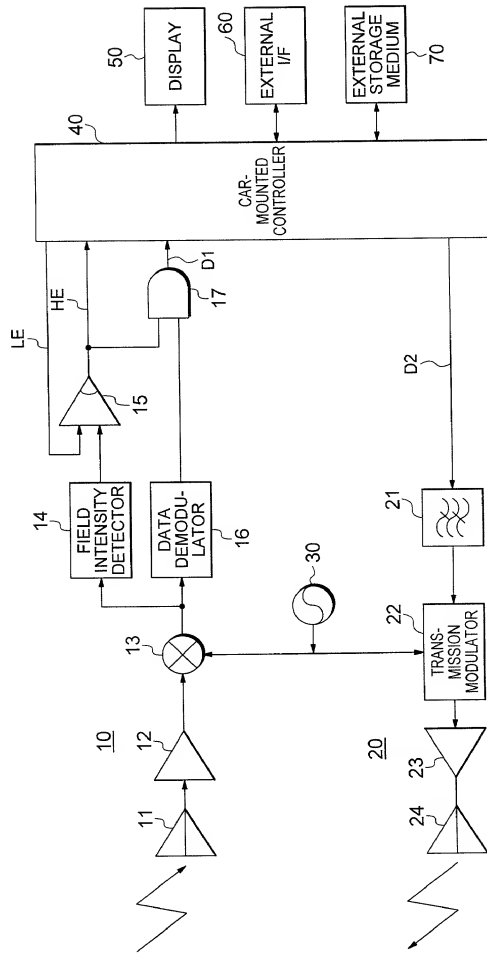 10
11
12
13
14
FIELD
INTENSITY
DETECTOR
15
LE
HE
16
DATA
DEMODU-
LATOR
17
D1
40
CAR-
MOUNTED
CONTROLLER
50
DISPLAY
60
EXTERNAL
I/F
EXTERNAL
STORAGE
MEDIUM
70
30
20
24
23
22
TRANS-
MISSION
MODULATOR
21
D2